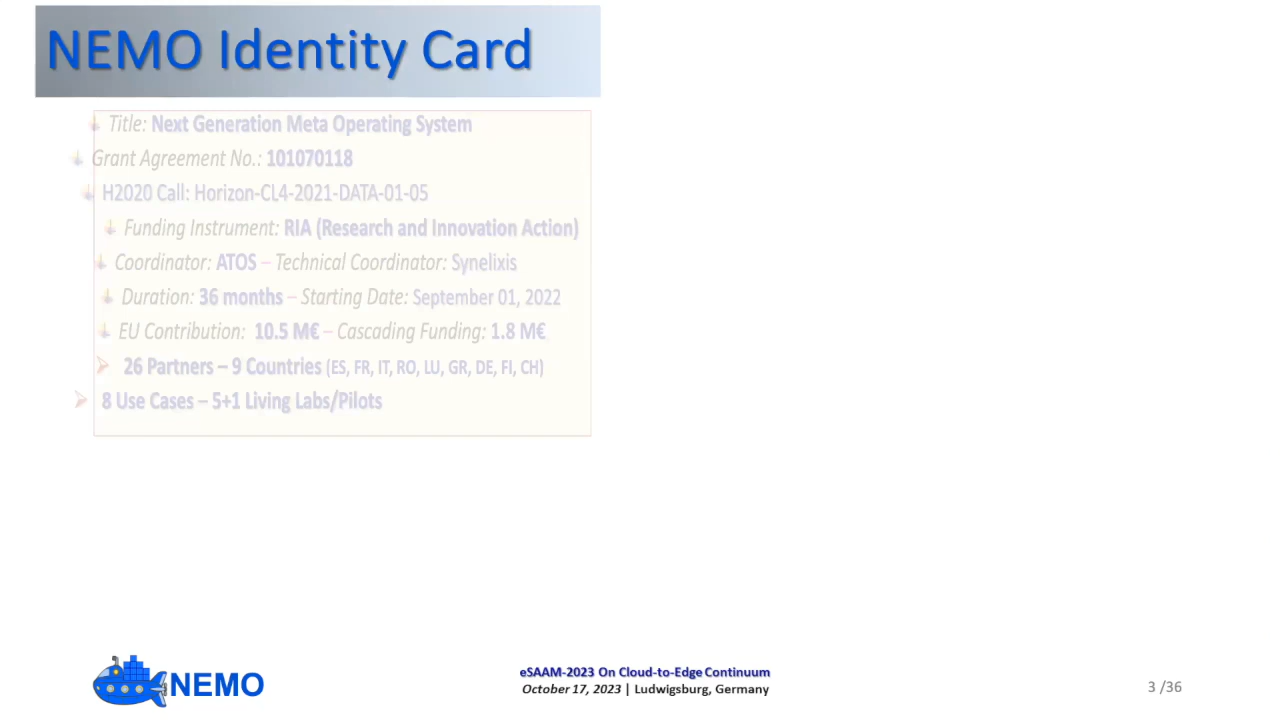 NEMO Identity Card
Title: Next Generation Meta Operating System
Grant Agreement No.: 101070118
H2020 Call: Horizon-CL4-2021-DATA-01-05
Funding Instrument: RIA (Research and Innovation Action)
Coordinator: ATOS – Technical Coordinator: Synelixis
Duration: 36 months – Starting Date: September 01, 2022
EU Contribution: 10.5 M€ – Cascading Funding: 1.8 M€
26 Partners – 9 Countries (ES, FR, IT, RO, LU, GR, DE, FI, CH)
8 Use Cases – 5+1 Living Labs/Pilots
NEMO
eSAAM-2023 On Cloud-to-Edge Continuum
October 17, 2023 | Ludwigsburg, Germany
3 /36